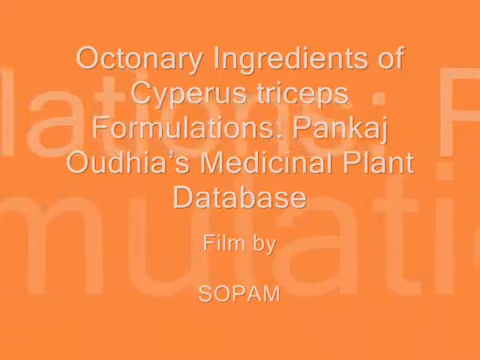 Octonary Ingredients of
Cyperus triceps
Formulations: Pankaj
Oudhia’s Medicinal Plant
Database
Film by
SOPAM